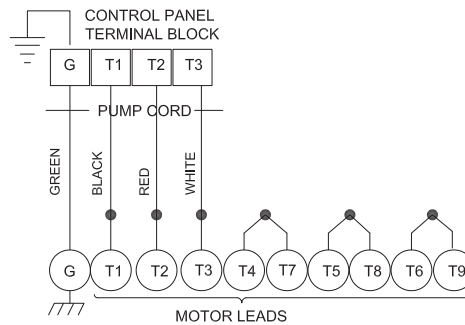 CONTROL PANEL
TERMINAL BLOCK
G T1 T2 T3
PUMP CORD
GREEN
BLACK
RED
WHITE
G T1 T2 T3 T4 T7 T5 T8 T6 T9
MOTOR LEADS